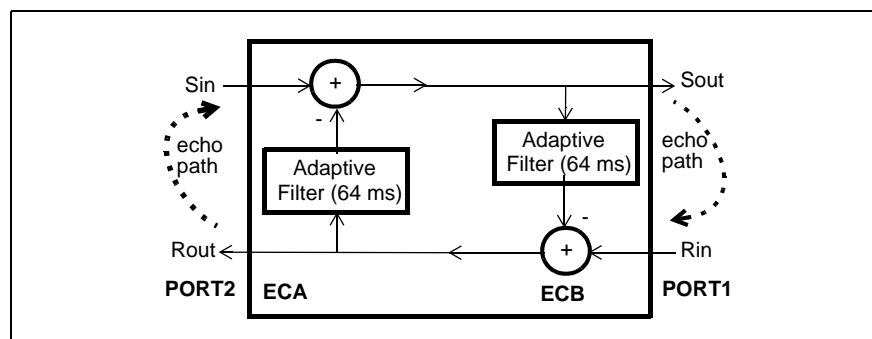 Sin
+
Sout
-
echo
path
Adaptive
Filter (64 ms)
Adaptive
Filter (64 ms)
echo
path
-
Rout
+
Rin
PORT2
ECA
ECB
PORT1